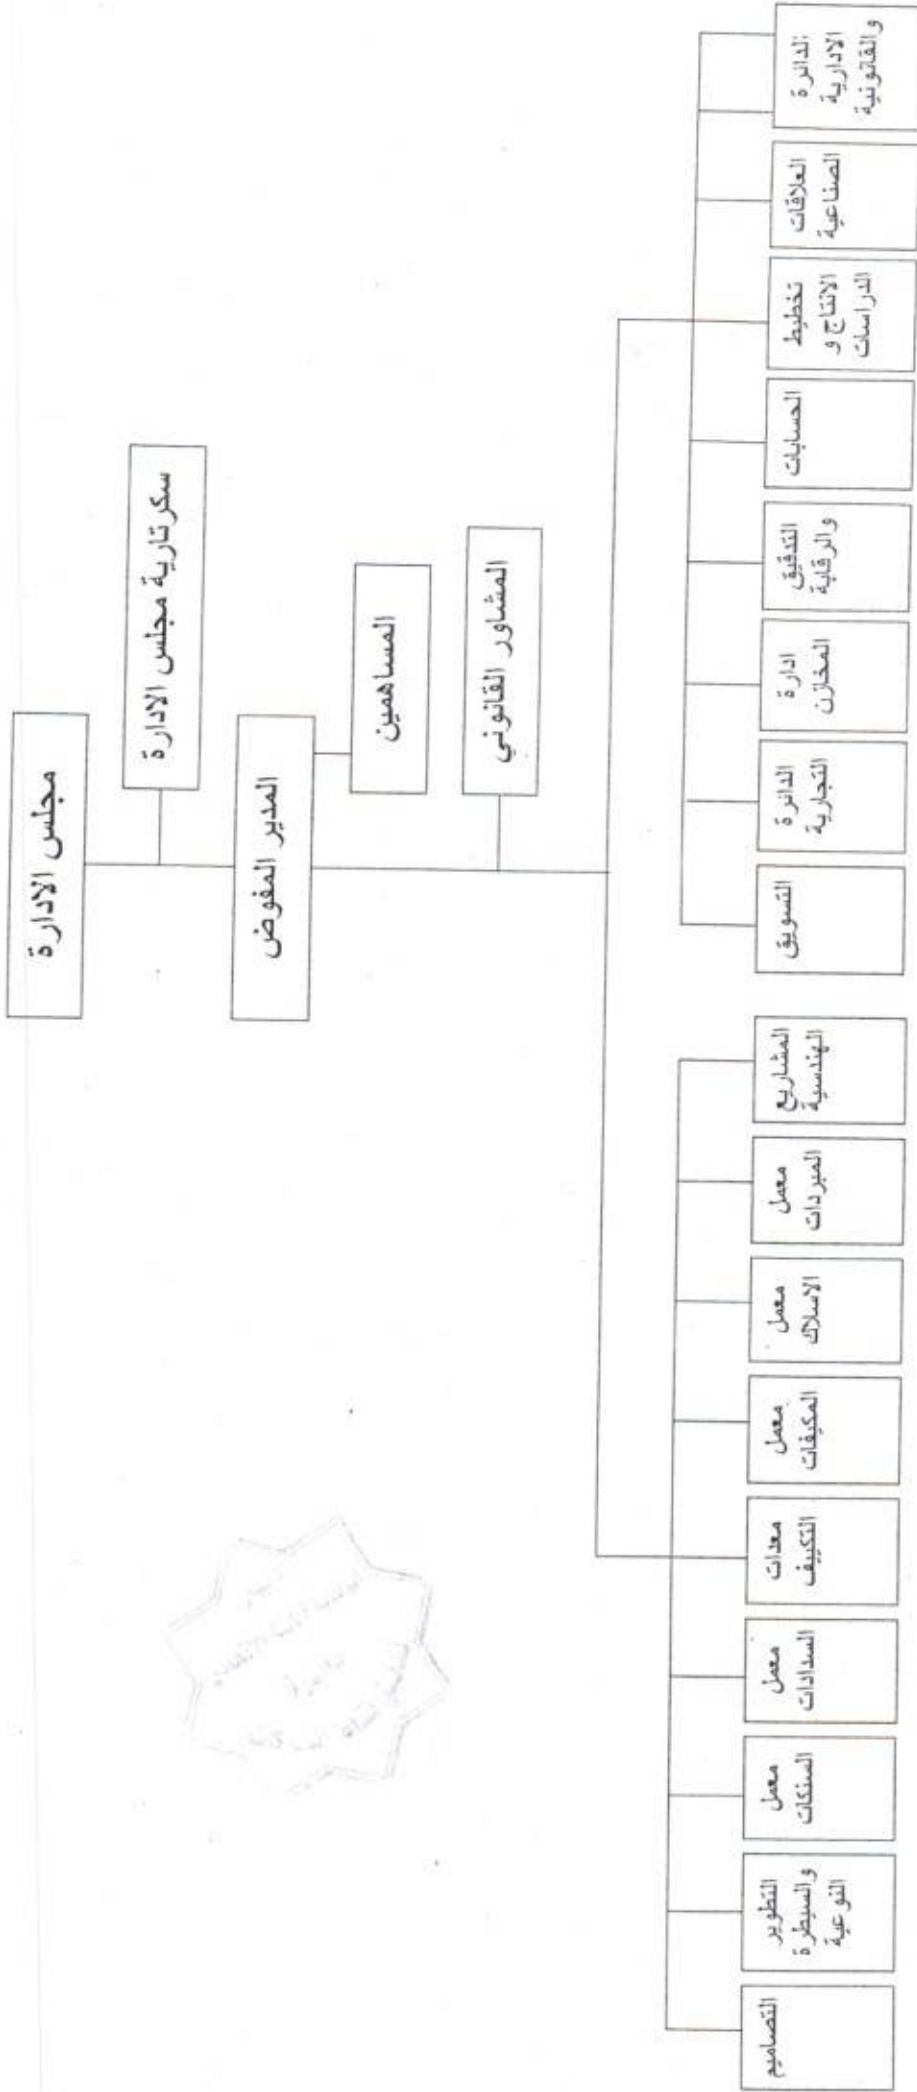 مجلس الادارة
سكرتارية مجلس الادارة
المدير المفوض
المساهمين
المشاور القانوني
الدائرة
الادارية
والقانونية
العلاقات
الصناعية
تخطيط
الانتاج و
الدراسات
الحسابات
التدقيق
والرقابة
ادارة
المخازن
الدائرة
التجارية
التسويق
المشاريع
الهندسية
معمل
المبردات
معمل
الاسلاك
معمل
المكيفات
معدات
التكييف
معمل
السدادات
معمل
السنكات
التطوير
والسيطرة
النوعية
التصاميم